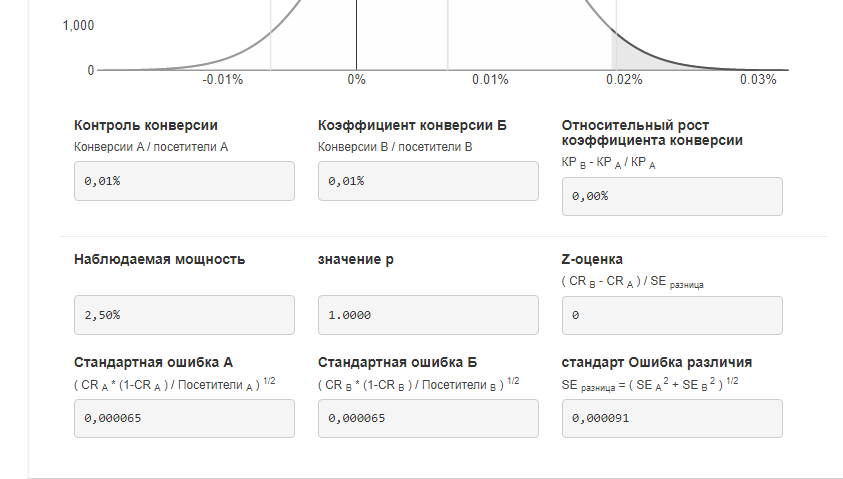 1,000
0
-0.01% 0% 0.01% 0.02% 0.03%
Контроль конверсии
Конверсии А / посетители А
0,01%
Коэффициент конверсии Б
Конверсии В / посетители В
0,01%
Относительный рост
коэффициента конверсии
КР В - КР А / КР А
0,00%
Наблюдаемая мощность
2,50%
значение p
1.0000
Z-оценка
( CR B - CR A ) / SE разница
0
Стандартная ошибка А
( CR A * (1-CR A ) / Посетители A ) 1/2
0,000065
Стандартная ошибка Б
( CR B * (1-CR B ) / Посетители B ) 1/2
0,000065
стандарт Ошибка различия
SE разница = ( SE A 2 + SE B 2 ) 1/2
0,000091